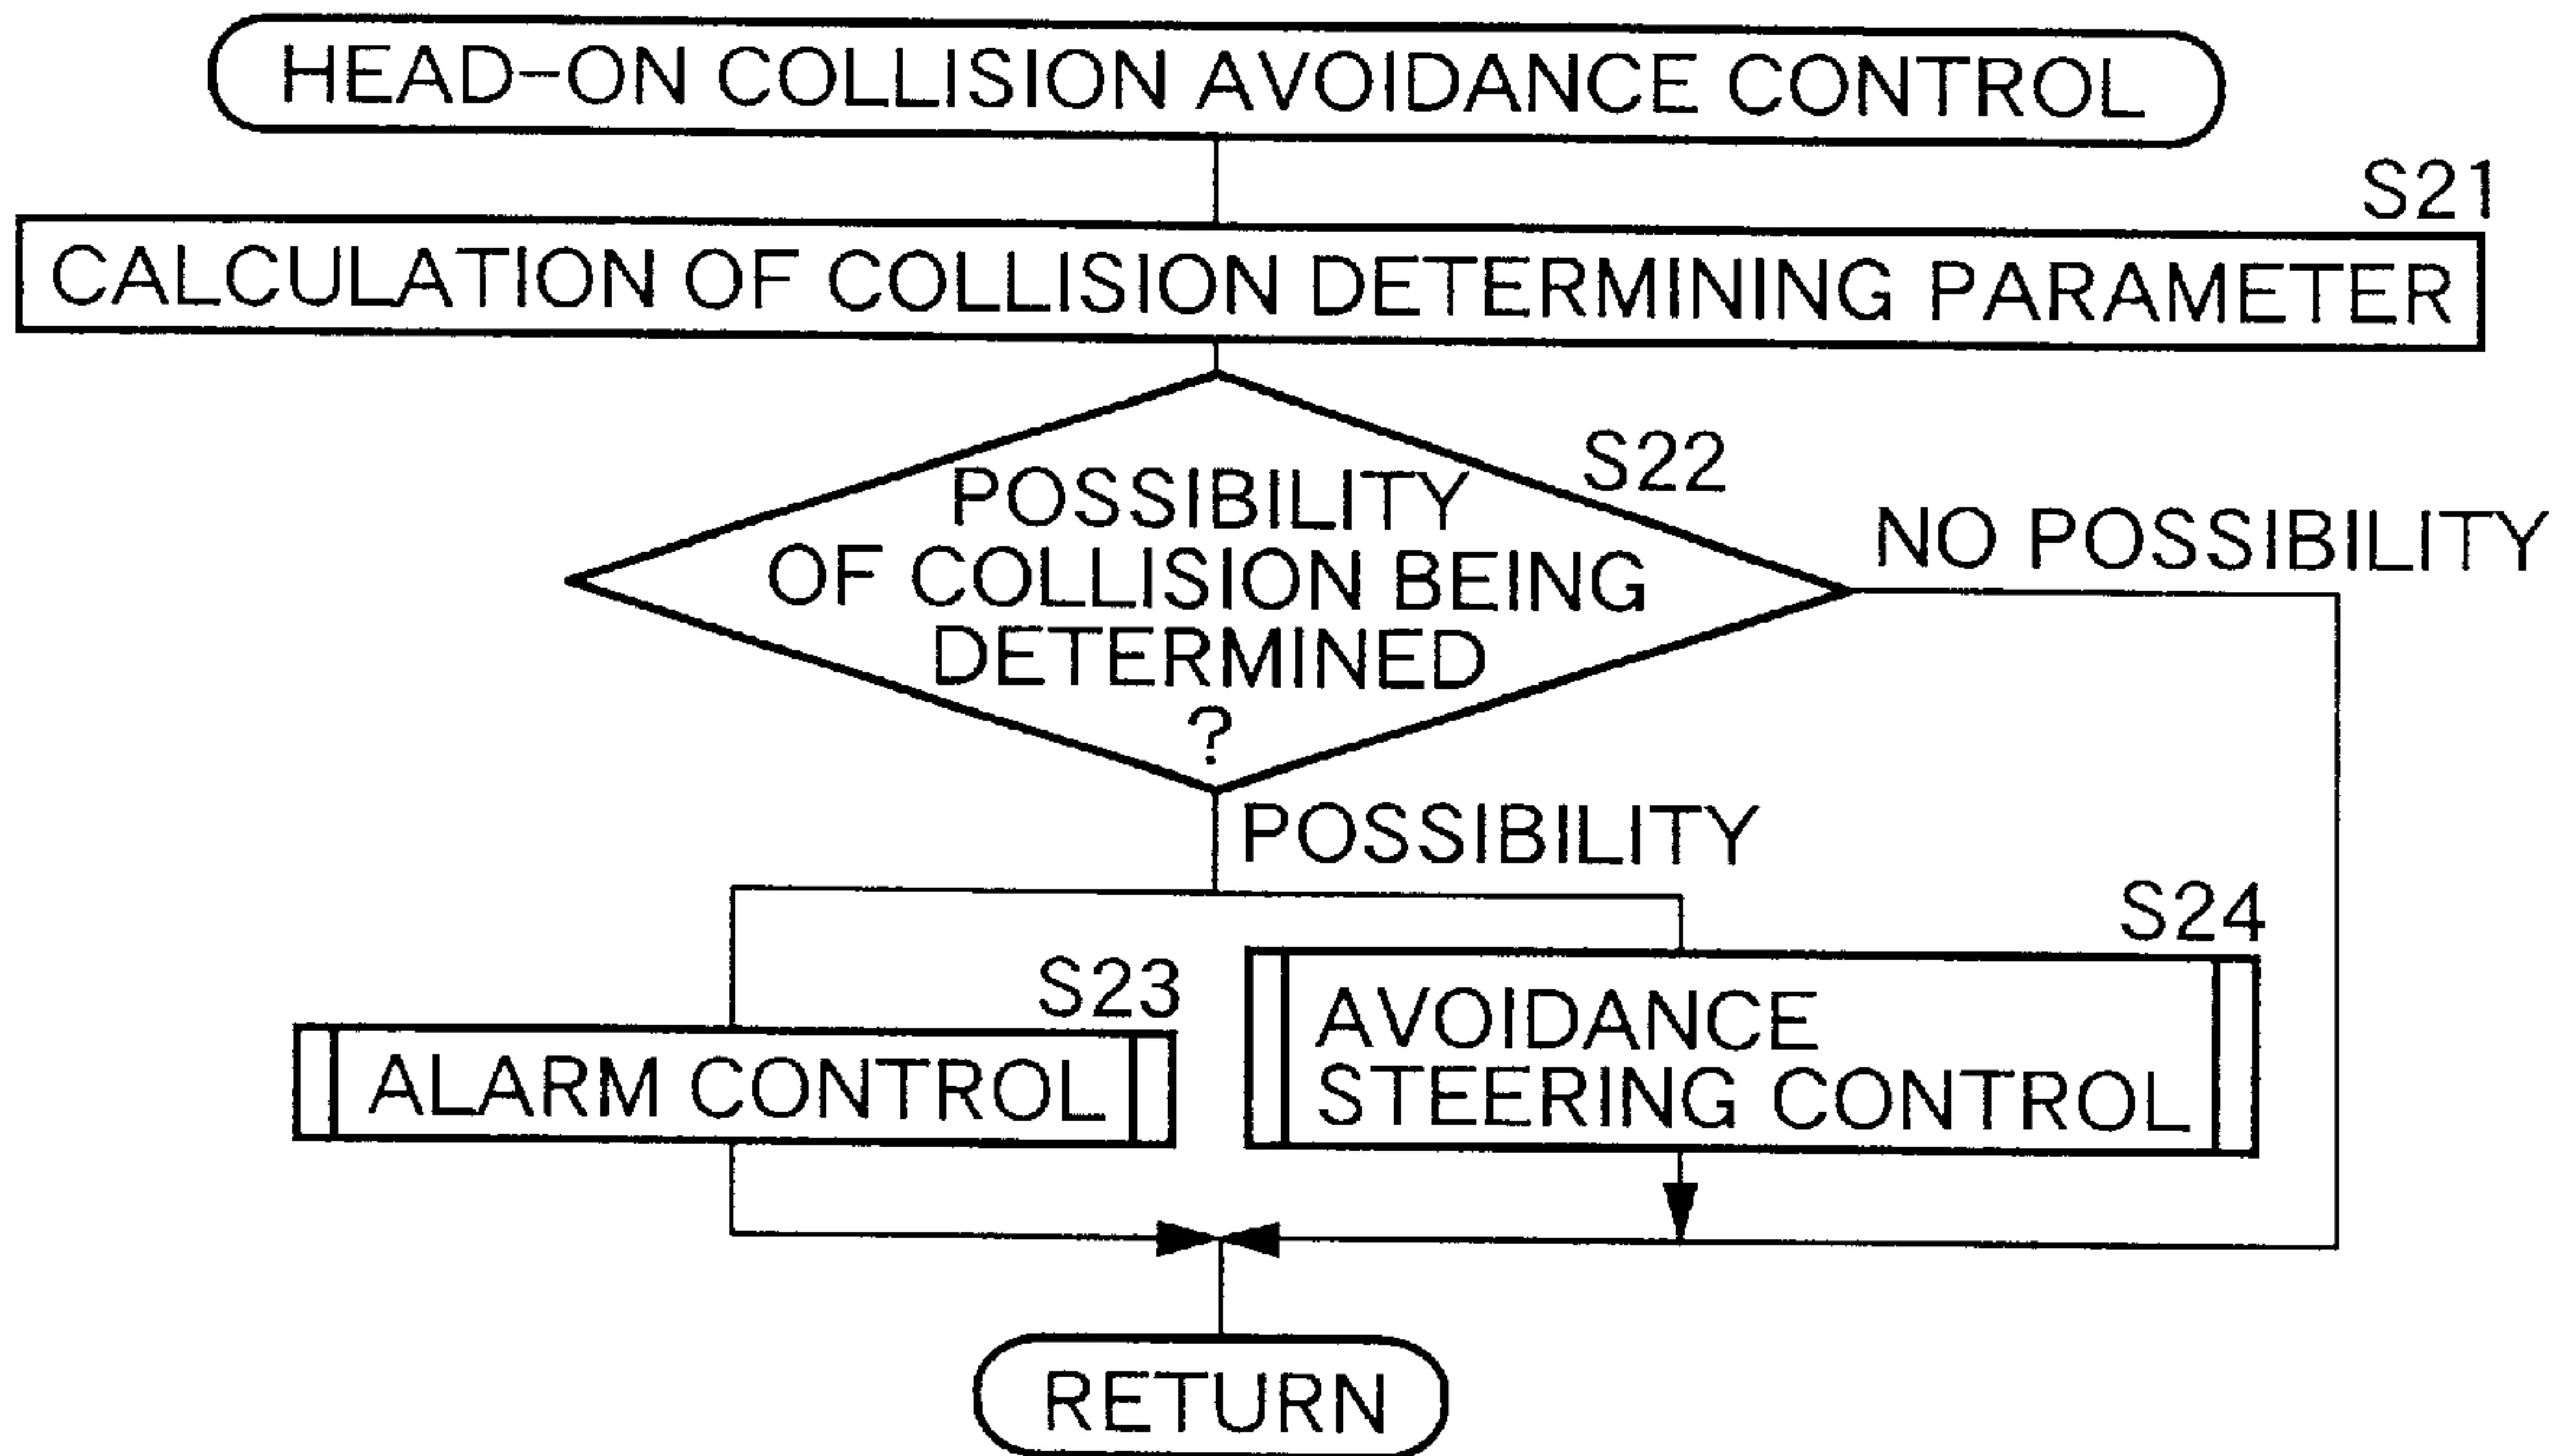 HEAD-ON COLLISION AVOIDANCE CONTROL
S21
CALCULATION OF COLLISION DETERMINING PARAMETER
S22
POSSIBILITY
OF COLLISION BEING
DETERMINED
?
NO POSSIBILITY
POSSIBILITY
S23
ALARM CONTROL
S24
AVOIDANCE
STEERING CONTROL
RETURN